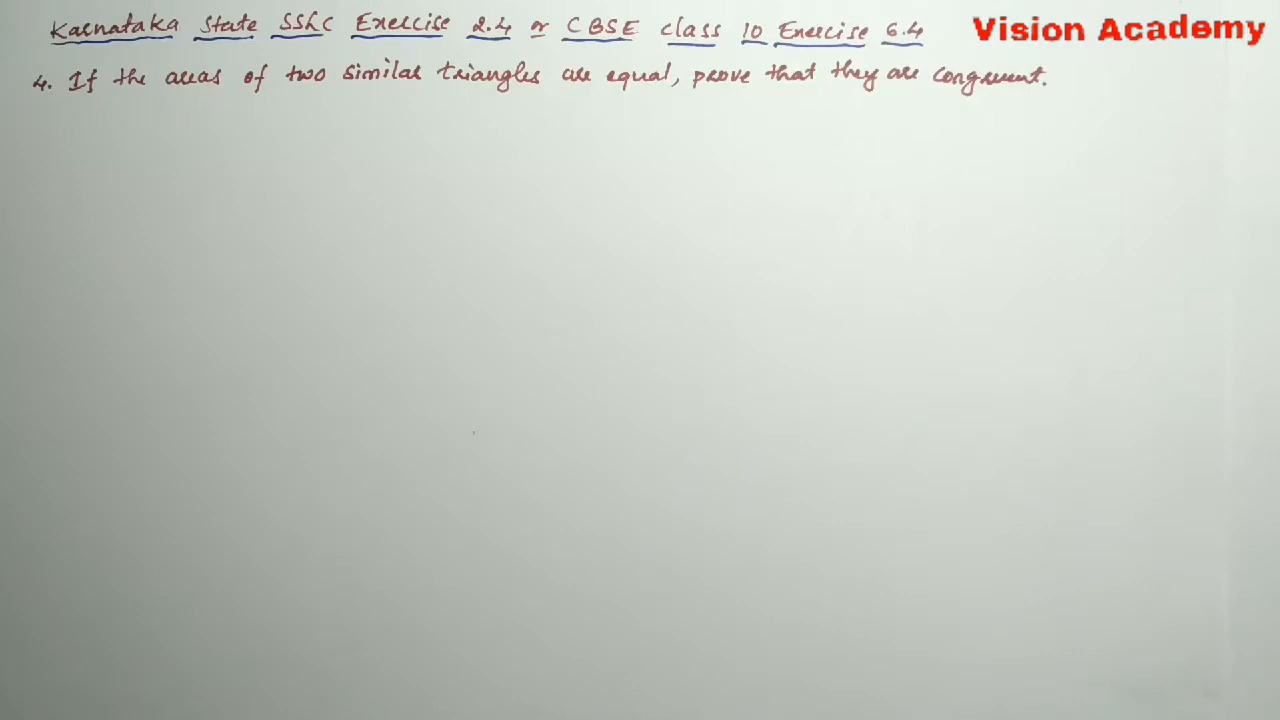 Karnataka State SSLC Exercise 2.4 or CBSE class 10 Exercise 6.4 Vision Academy
4. If the areas of two similar triangles are equal, prove that they are congruent.